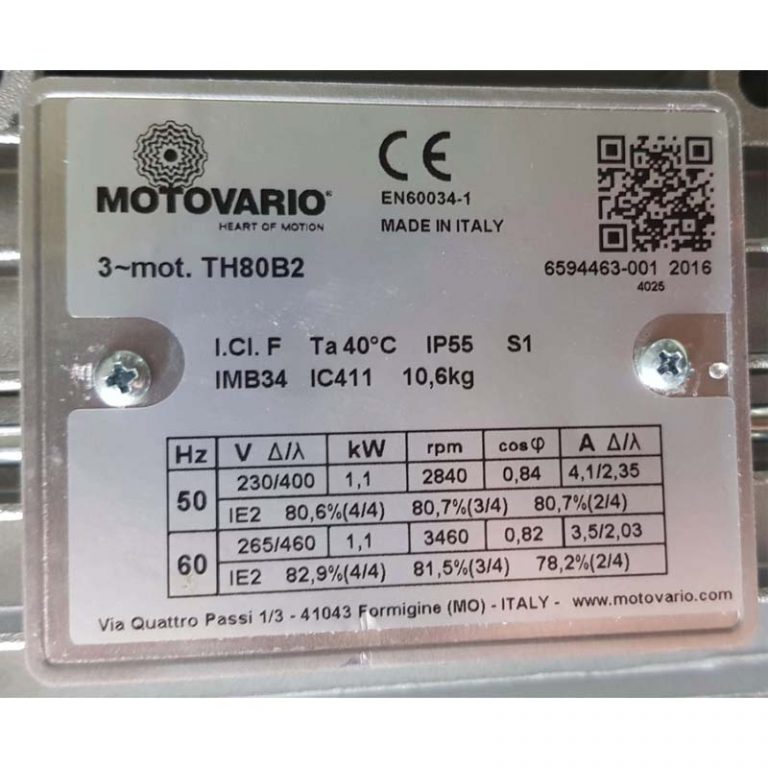 MOTOVARIO®
HEART OF MOTION
CE
EN60034-1
MADE IN ITALY
3~mot. TH80B2
6594463-001 2016
4025
I.Cl. F Ta 40°C IP55 S1
IMB34 IC411 10,6kg
Hz V Δ/λ kW rpm cosφ A Δ/λ
50 230/400 1,1 2840 0,84 4,1/2,35
IE2 80,6%(4/4) 80,7%(3/4) 80,7%(2/4)
60 265/460 1,1 3460 0,82 3,5/2,03
IE2 82,9%(4/4) 81,5%(3/4) 78,2%(2/4)
Via Quattro Passi 1/3 - 41043 Formigine (MO) - ITALY - www.motovario.com